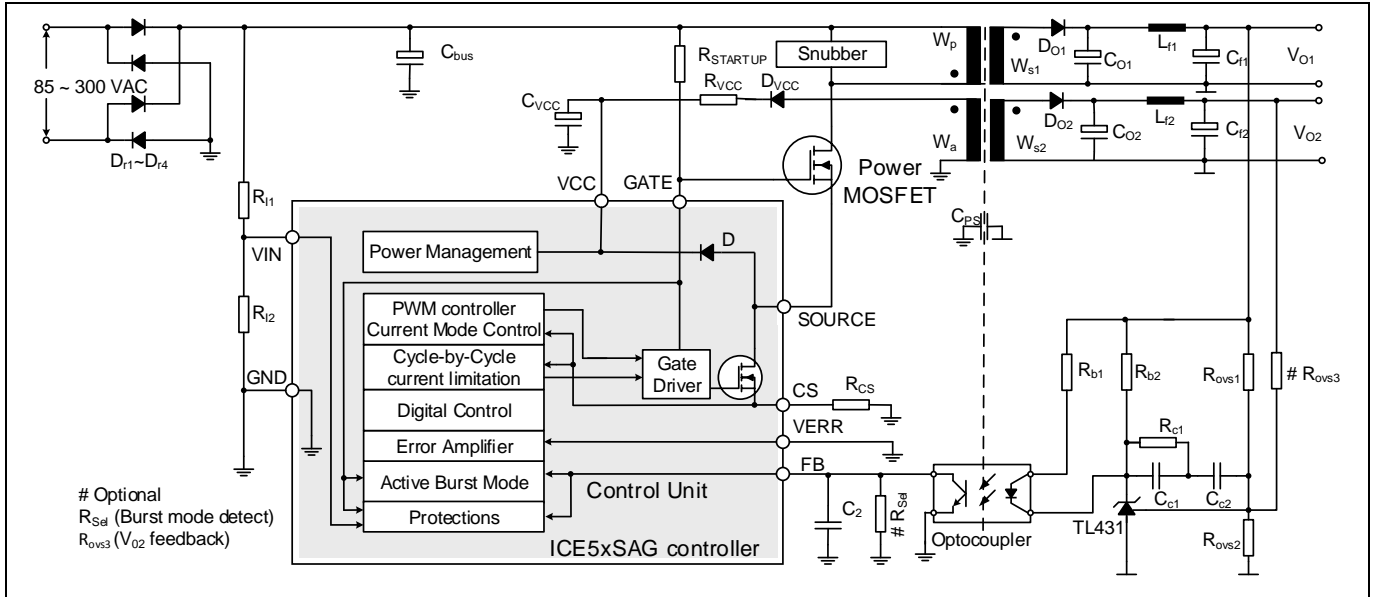 85 ~ 300 VAC
Dr1~Dr4
Cbus
RSTARTUP
Snubber
Wp
Ws1
DO1
CO1
Lf1
Cf1
VO1
RVCC
DVCC
CVCC
Wa
Ws2
DO2
CO2
Lf2
Cf2
VO2
Power
MOSFET
VCC
GATE
CPS
RI1
VIN
RI2
GND
Power Management
D
SOURCE
PWM controller
Current Mode Control
Cycle-by-Cycle
current limitation
Gate
Driver
Digital Control
CS
RCS
VERR
Error Amplifier
FB
Active Burst Mode
Control Unit
Protections
ICE5xSAG controller
C2
# RSel
Optocoupler
Rb1
Rb2
Rovs1
# Rovs3
Rc1
Cc1
Cc2
TL431
Rovs2
# Optional
RSel (Burst mode detect)
Rovs3 (V02 feedback)